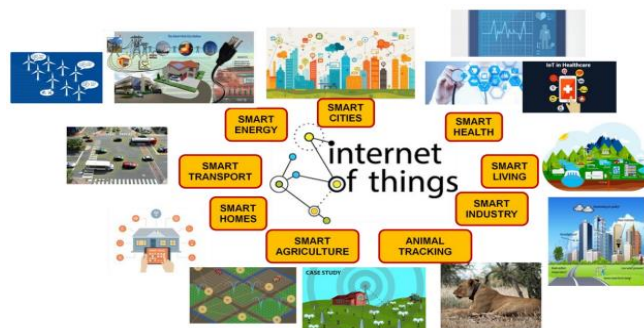 IoT in Healthcare
SMART
CITIES
SMART
ENERGY
SMART
HEALTH
internet
of things
SMART
TRANSPORT
SMART
LIVING
SMART
HOMES
SMART
INDUSTRY
SMART
AGRICULTURE
ANIMAL
TRACKING
CASE STUDY